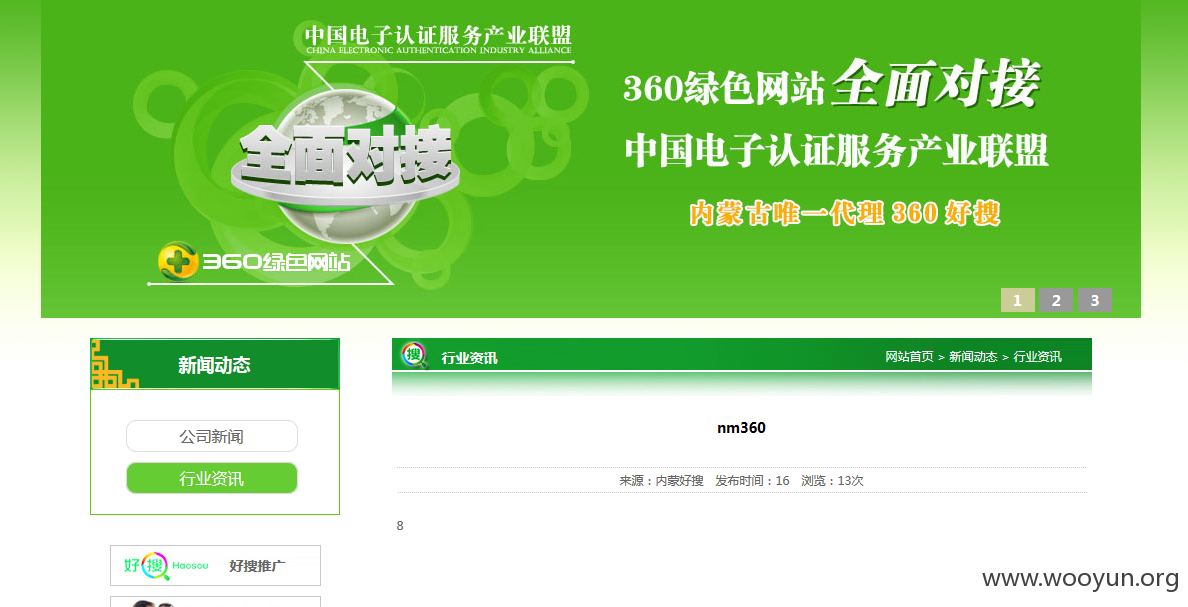 中国电子认证服务产业联盟
CHINA ELECTRONIC AUTHENTICATION INDUSTRY ALLIANCE
全面对接
360绿色网站
360绿色网站 全面对接
中国电子认证服务产业联盟
内蒙古唯一代理 360 好搜
1 2 3
新闻动态
公司新闻
行业资讯
好搜 Haosou 好搜推广
搜 行业资讯 网站首页 > 新闻动态 > 行业资讯
nm360
来源：内蒙好搜 发布时间：16 浏览：13次
8
www.wooyun.org